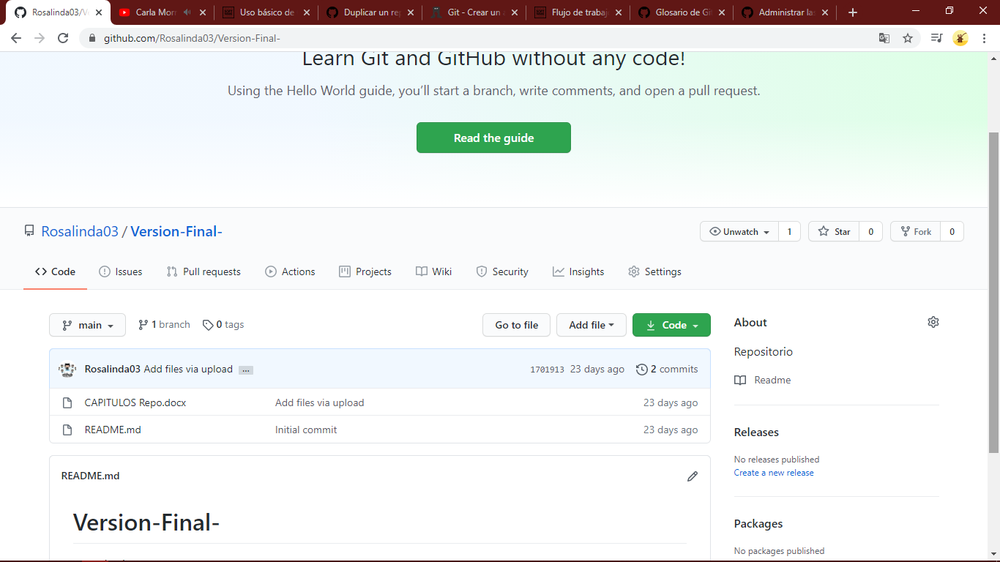 Rosalinda03/V
Carla Morr
Uso básico de
Duplicar un rep
Git - Crear un a
Flujo de trabajo
Glosario de Gi
Administrar las
github.com/Rosalinda03/Version-Final-
Learn Git and GitHub without any code!
Using the Hello World guide, you’ll start a branch, write comments, and open a pull request.
Read the guide
Rosalinda03 / Version-Final-
Unwatch 1
Star 0
Fork 0
Code
Issues
Pull requests
Actions
Projects
Wiki
Security
Insights
Settings
main
1 branch
0 tags
Go to file
Add file
Code
Rosalinda03 Add files via upload ...
1701913 23 days ago
2 commits
CAPITULOS Repo.docx Add files via upload 23 days ago
README.md Initial commit 23 days ago
README.md
Version-Final-
About
Repositorio
Readme
Releases
No releases published
Create a new release
Packages
No packages published